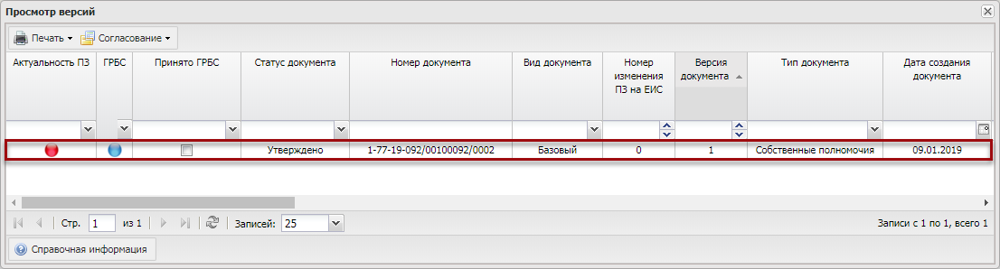 Просмотр версий
Печать Согласование
Актуальность ПЗ ГРБС Принято ГРБС Статус документа Номер документа Вид документа Номер изменения ПЗ на ЕИС Версия документа Тип документа Дата создания документа
Утверждено 1-77-19-092/00100092/0002 Базовый 0 1 Собственные полномочия 09.01.2019
Стр. 1 из 1 Записей: 25 Записи с 1 по 1, всего 1
Справочная информация